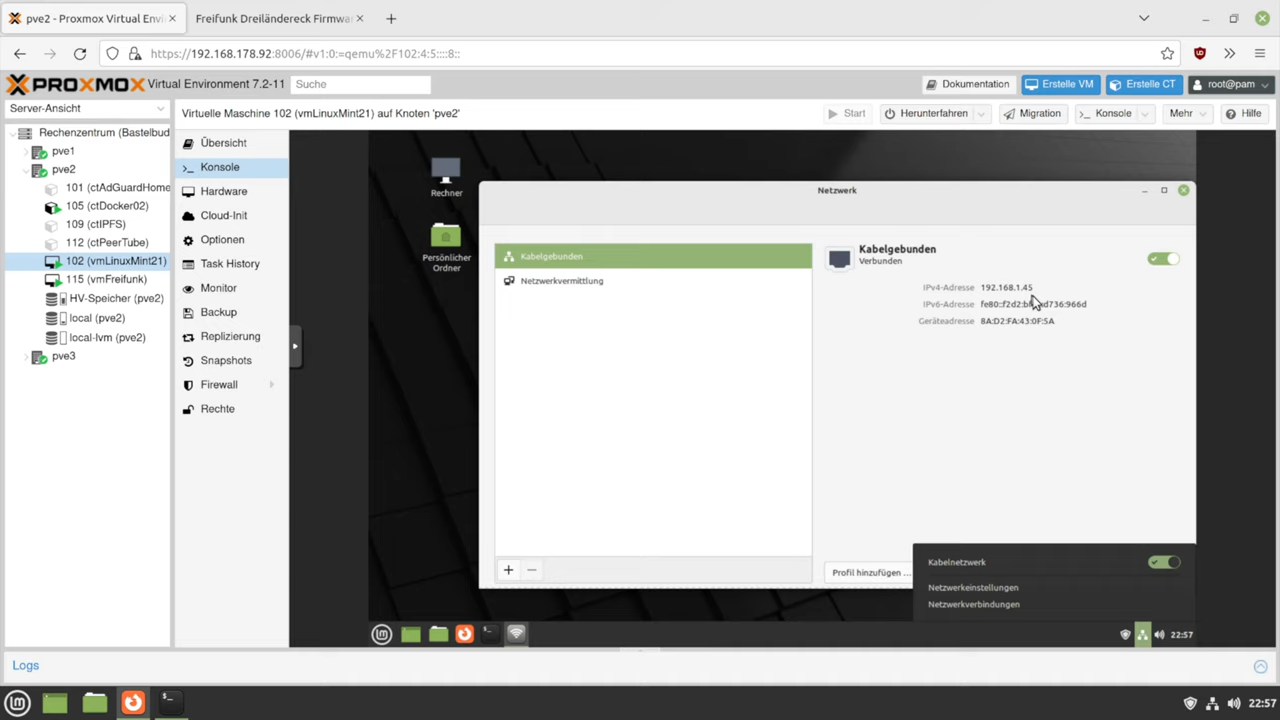 pve2 - Proxmox Virtual Envi
Freifunk Dreiländereck Firmwar
https://192.168.178.92:8006/#v1:0:=qemu%2F102:4:5::::8::
PROXMOX Virtual Environment 7.2-11
Suche
Dokumentation
Erstelle VM
Erstelle CT
root@pam
Server-Ansicht
Virtuelle Maschine 102 (vmLinuxMint21) auf Knoten 'pve2'
Start
Herunterfahren
Migration
Konsole
Mehr
Hilfe
Rechenzentrum (Bastelbud
pve1
pve2
101 (ctAdGuardHome
105 (ctDocker02)
109 (ctIPFS)
112 (ctPeerTube)
102 (vmLinuxMint21)
115 (vmFreifunk)
HV-Speicher (pve2)
local (pve2)
local-lvm (pve2)
pve3
Übersicht
Konsole
Hardware
Cloud-Init
Optionen
Task History
Monitor
Backup
Replizierung
Snapshots
Firewall
Rechte
Rechner
Persönlicher
Ordner
Netzwerk
Kabelgebunden
Netzwerkvermittlung
Kabelgebunden
Verbunden
IPv4-Adresse 192.168.1.45
IPv6-Adresse
Geräteadresse 8A:D2:FA:43:0F:5A
Profil hinzufügen ...
Kabelnetzwerk
Netzwerkeinstellungen
Netzwerkverbindungen
22:57
Logs
22:57